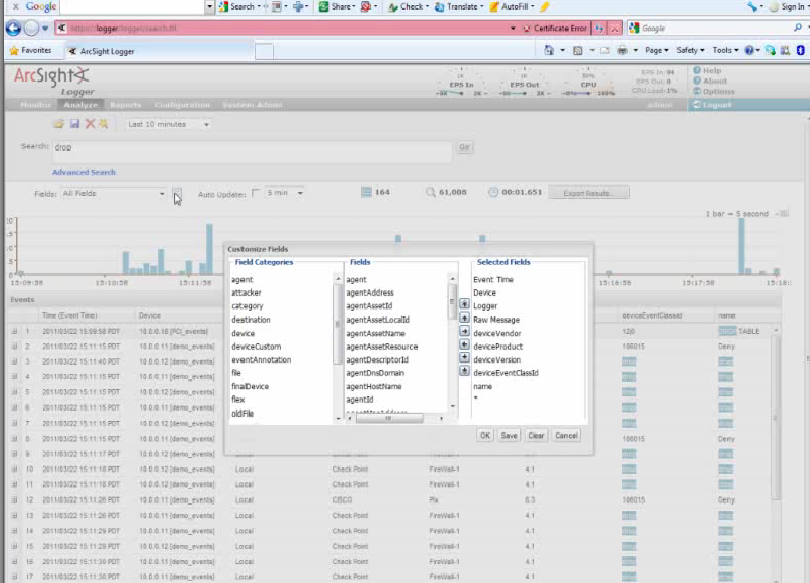 x Google Search Share Check Translate AutoFill Sign In
https://logger/logger/search.ftl Certificate Error Google
Favorites ArcSight Logger Page Safety Tools
ArcSight
Logger
EPS In EPS Out CPU
EPS In: 84
EPS Out: 0
CPU Load: 1%
Help
About
Options
Monitor Analyze Reports Configuration System Admin admin Logout
Last 10 minutes
Search: drop Go!
Advanced Search
Fields: All Fields Auto Update: 5 min 164 61,008 00:01.651 Export Results...
1 bar = 5 second
15:09:58 15:10:58 15:11:58 15:16:58 15:17:58
Customize Fields
Field Categories Fields Selected Fields
agent agent Event Time
attacker agentAddress Device
category agentAssetId Logger
destination agentAssetLocalId Raw Message
device agentAssetName deviceVendor
deviceCustom agentAssetResource deviceProduct
eventAnnotation agentDescriptorId deviceVersion
file agentDnsDomain deviceEventClassId
finalDevice agentHostName name
flex agentId *
oldFile
OK Save Clear Cancel
Events
Time (Event Time) Device deviceEventClassId name
1 2011/03/22 15:09:58 PDT 10.0.0.18 [PCI_events] TABLE
2 2011/03/22 15:11:15 PDT 10.0.0.11 [demo_events] 106015 Deny
3 2011/03/22 15:11:40 PDT 10.0.0.12 [demo_events]
4 2011/03/22 15:11:15 PDT 10.0.0.11 [demo_events]
5 2011/03/22 15:11:15 PDT 10.0.0.12 [demo_events]
6 2011/03/22 15:11:15 PDT 10.0.0.11 [demo_events]
7 2011/03/22 15:11:15 PDT 10.0.0.12 [demo_events]
8 2011/03/22 15:11:15 PDT 10.0.0.11 [demo_events] 106015 Deny
9 2011/03/22 15:11:17 PDT 10.0.0.12 [demo_events] Local Check Point FireWall-1 4.1
10 2011/03/22 15:11:18 PDT 10.0.0.12 [demo_events] Local Check Point FireWall-1 4.1
11 2011/03/22 15:11:18 PDT 10.0.0.12 [demo_events] Local Check Point FireWall-1 4.1
12 2011/03/22 15:11:26 PDT 10.0.0.11 [demo_events] Local CISCO Pix 6.3 106015 Deny
13 2011/03/22 15:11:26 PDT 10.0.0.11 [demo_events] Local Check Point FireWall-1 4.1
14 2011/03/22 15:11:29 PDT 10.0.0.11 [demo_events] Local Check Point FireWall-1 4.1
15 2011/03/22 15:11:29 PDT 10.0.0.12 [demo_events] Local Check Point FireWall-1 4.1
16 2011/03/22 15:11:30 PDT 10.0.0.11 [demo_events] Local Check Point FireWall-1 4.1
17 2011/03/22 15:11:30 PDT 10.0.0.11 [demo_events] Local Check Point FireWall-1 4.1